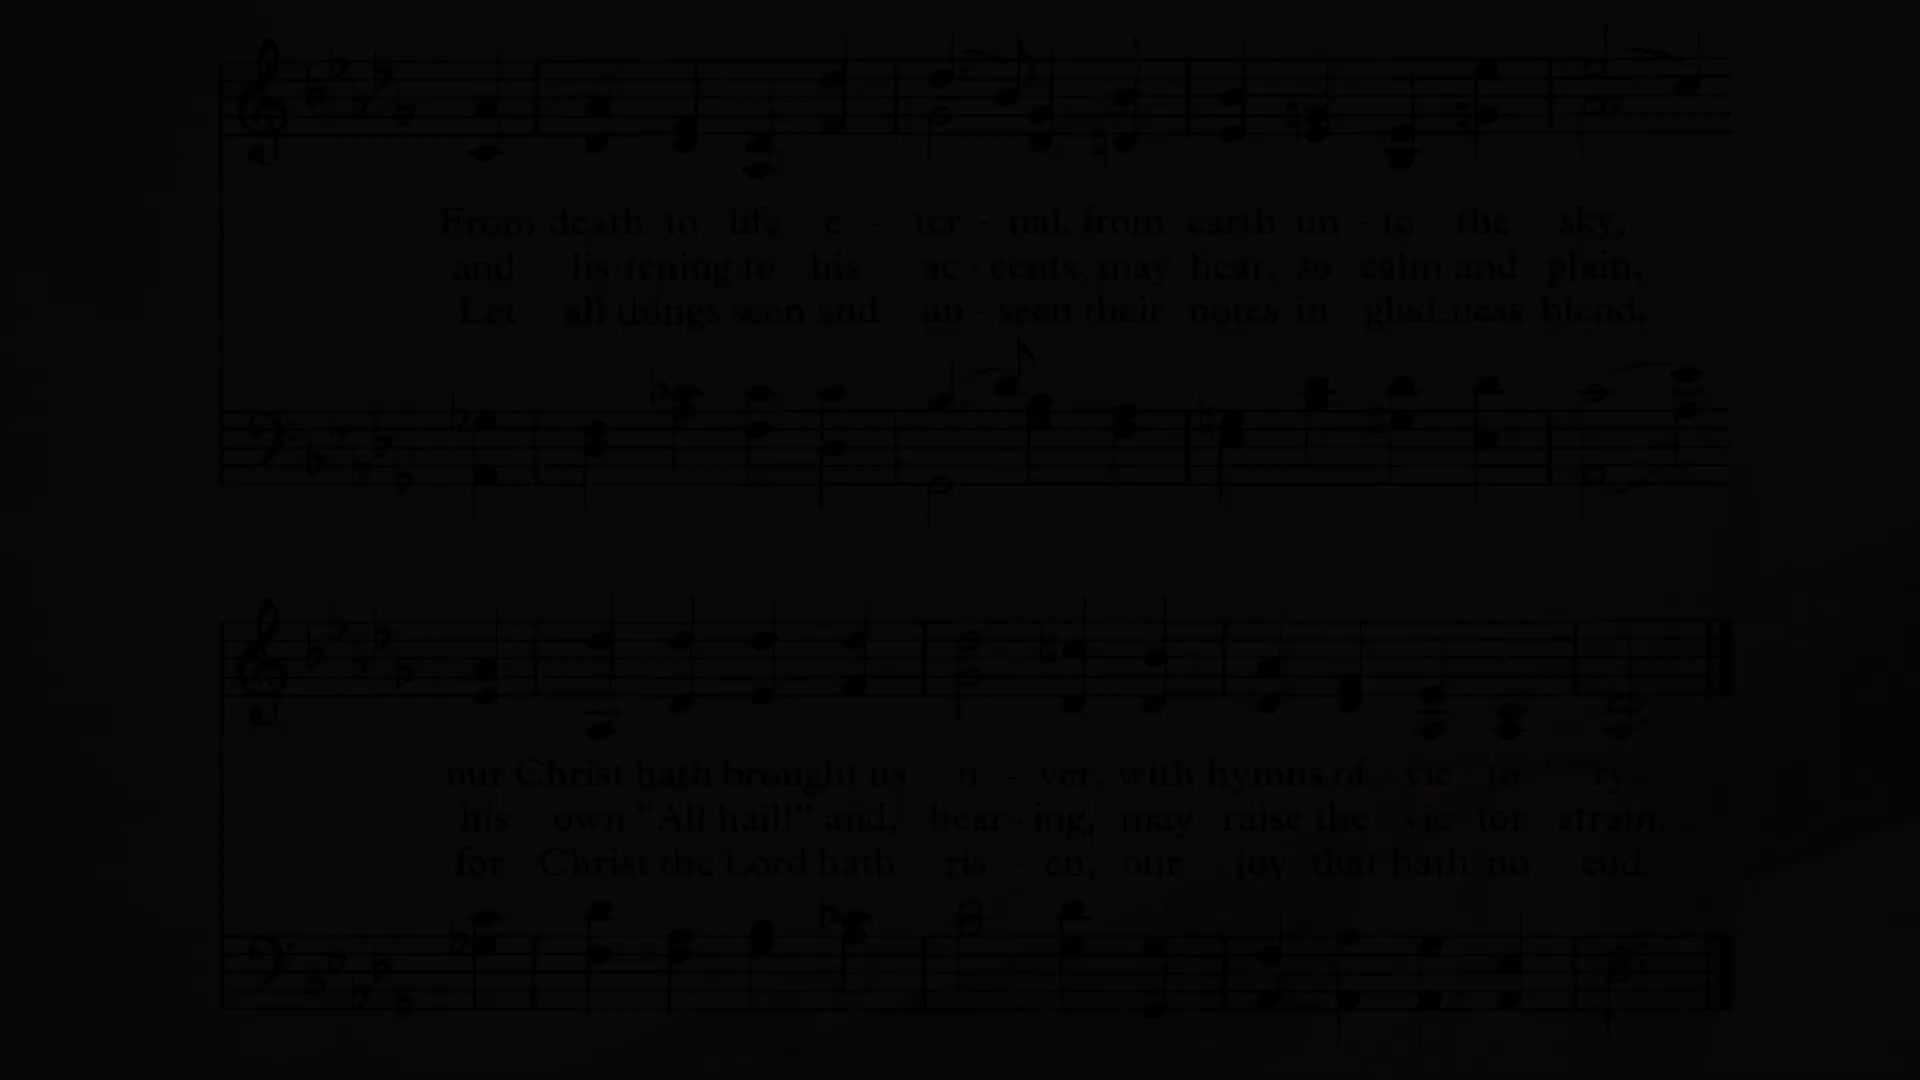 From death to life e - ter - nal, from earth un - to the sky,
and, lis-tening to his ac - cents, may hear, so calm and plain,
Let all things seen and un - seen their notes in glad-ness blend,
our Christ hath brought us o - ver, with hymns of vic - to - ry.
his own "All hail!" and, hear - ing, may raise the vic - tor strain.
for Christ the Lord hath ris - en, our joy that hath no end.